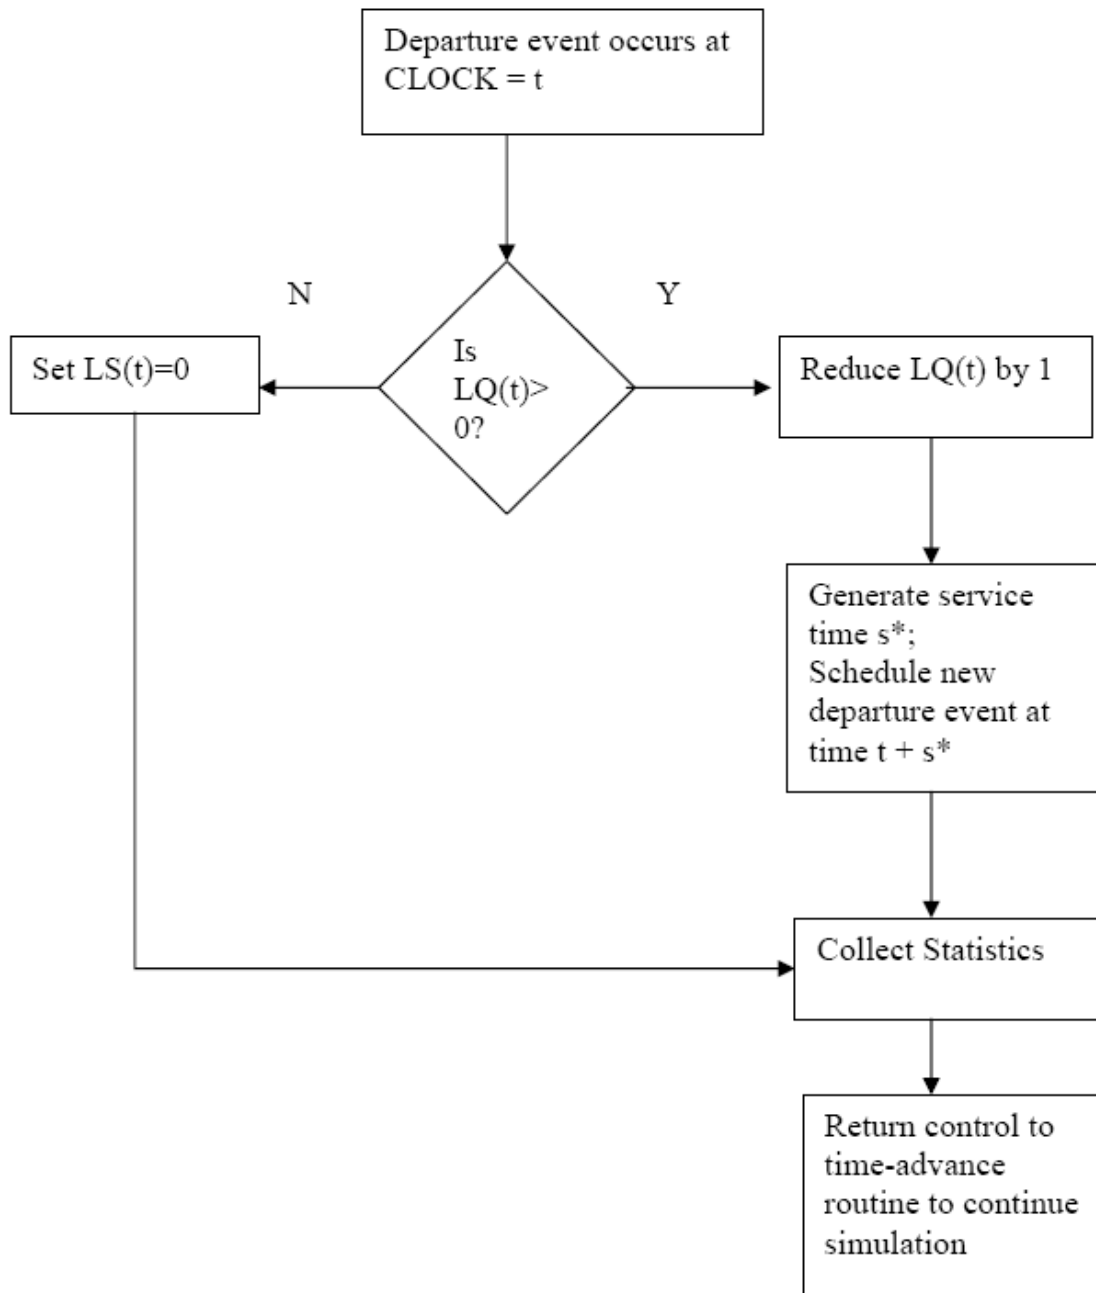 Departure event occurs at
CLOCK = t
N
Y
Set LS(t)=0
Is
LQ(t)>
0?
Reduce LQ(t) by 1
Generate service
time s*;
Schedule new
departure event at
time t + s*
Collect Statistics
Return control to
time-advance
routine to continue
simulation